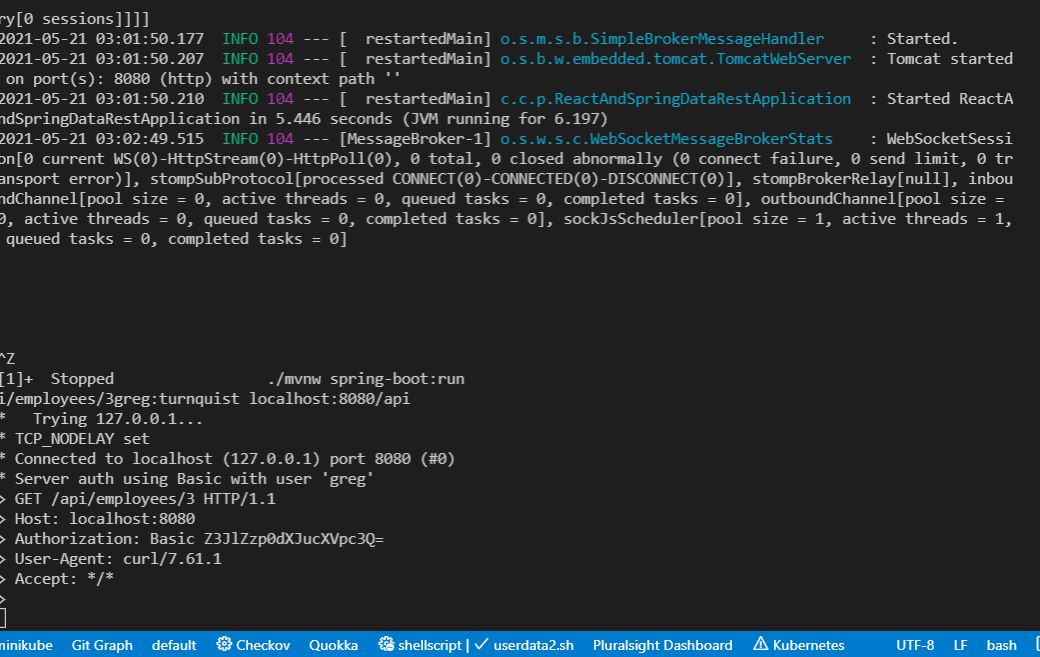 ry[0 sessions]]]]
2021-05-21 03:01:50.177  INFO 104 --- [  restartedMain] o.s.m.s.b.SimpleBrokerMessageHandler     : Started.
2021-05-21 03:01:50.207  INFO 104 --- [  restartedMain] o.s.b.w.embedded.tomcat.TomcatWebServer  : Tomcat started
 on port(s): 8080 (http) with context path ''
2021-05-21 03:01:50.210  INFO 104 --- [  restartedMain] c.c.p.ReactAndSpringDataRestApplication  : Started ReactA
ndSpringDataRestApplication in 5.446 seconds (JVM running for 6.197)
2021-05-21 03:02:49.515  INFO 104 --- [MessageBroker-1] o.s.w.s.c.WebSocketMessageBrokerStats    : WebSocketSessi
on[0 current WS(0)-HttpStream(0)-HttpPoll(0), 0 total, 0 closed abnormally (0 connect failure, 0 send limit, 0 tr
ansport error)], stompSubProtocol[processed CONNECT(0)-CONNECTED(0)-DISCONNECT(0)], stompBrokerRelay[null], inbou
ndChannel[pool size = 0, active threads = 0, queued tasks = 0, completed tasks = 0], outboundChannel[pool size =
0, active threads = 0, queued tasks = 0, completed tasks = 0], sockJsScheduler[pool size = 1, active threads = 1,
 queued tasks = 0, completed tasks = 0]
^Z
[1]+  Stopped                 ./mvnw spring-boot:run
i/employees/3greg:turnquist localhost:8080/api
*   Trying 127.0.0.1...
* TCP_NODELAY set
* Connected to localhost (127.0.0.1) port 8080 (#0)
* Server auth using Basic with user 'greg'
> GET /api/employees/3 HTTP/1.1
> Host: localhost:8080
> Authorization: Basic Z3JlZzp0dXJucXVpc3Q=
> User-Agent: curl/7.61.1
> Accept: */*
>
minikube Git Graph default Checkov Quokka shellscript | ✓ userdata2.sh Pluralsight Dashboard Kubernetes UTF-8 LF bash